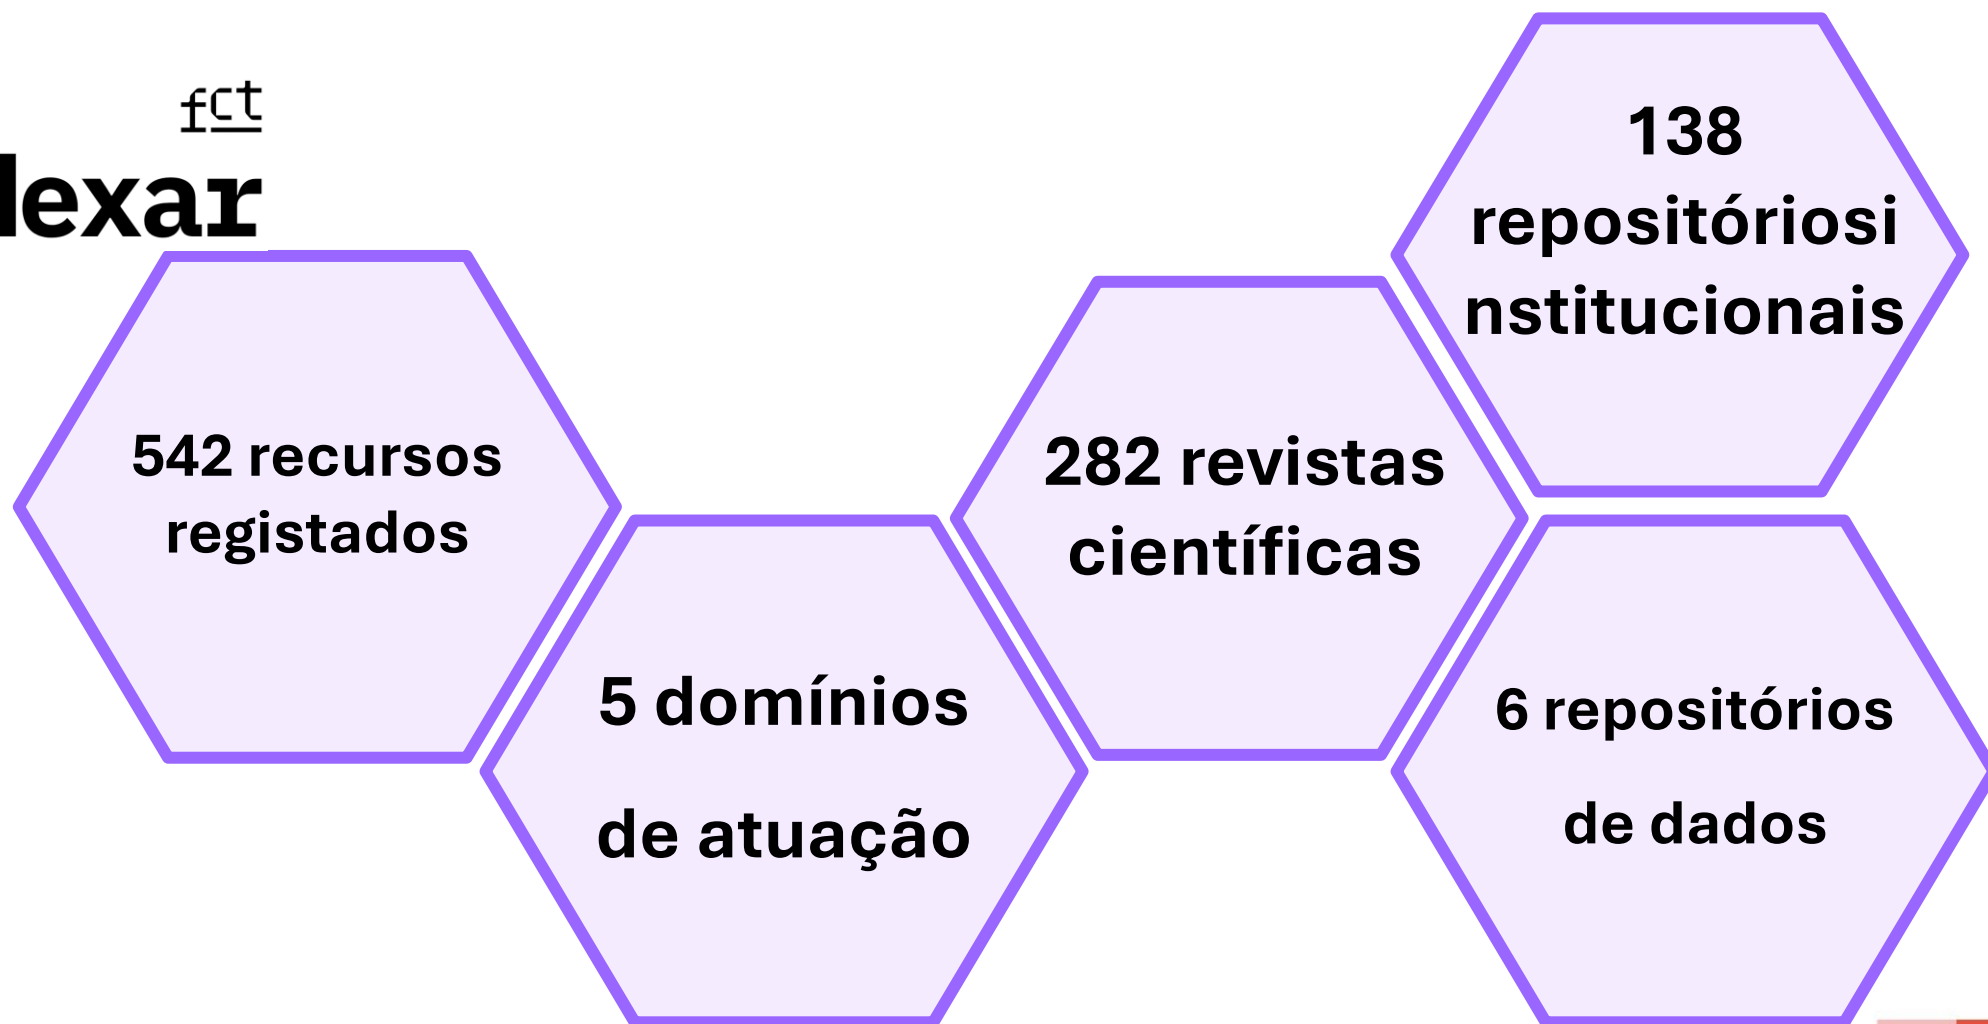 fct
lexar
542 recursos
registados
5 domínios
de atuação
282 revistas
científicas
138
repositóriosi
nstitucionais
6 repositórios
de dados